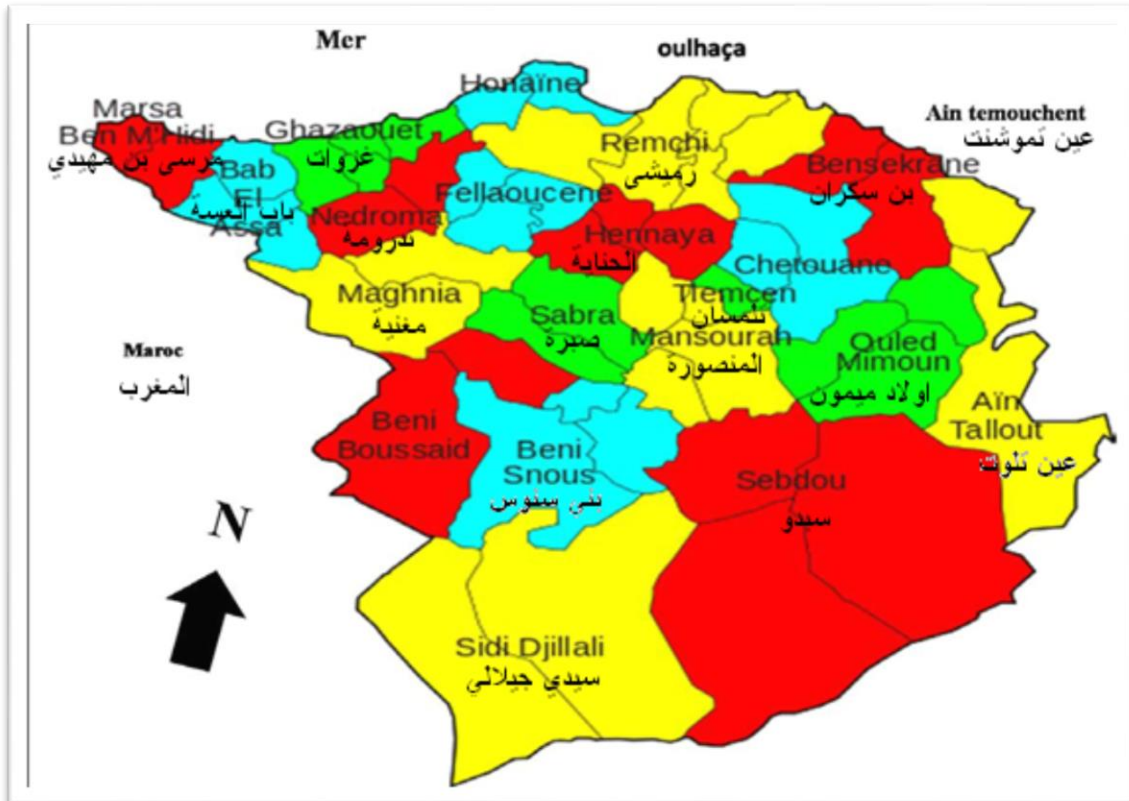 Mer
oulhaça
Honaïne
Marsa
Ben M'Hidi
مرسى بن مهيدي
Ghazaouet
غزوات
Remchi
رميشى
Ain temouchent
عين تموشنت
Bensekrane
بن سكران
Bab
El
Assa
باب العسة
Fellaoucene
Nedroma
ندرومة
Hennaya
الحناية
Chetouane
Maghnia
مغنية
Sabra
صبرة
Tlemcen
تلمسان
Mansourah
المنصورة
Ouled
Mimoun
اولاد ميمون
Maroc
المغرب
Beni
Boussaid
Beni
Snous
بني سنوس
Sebdou
سبدو
Aïn
Tallout
عين تلوت
N
Sidi Djillali
سيدي جيلالي